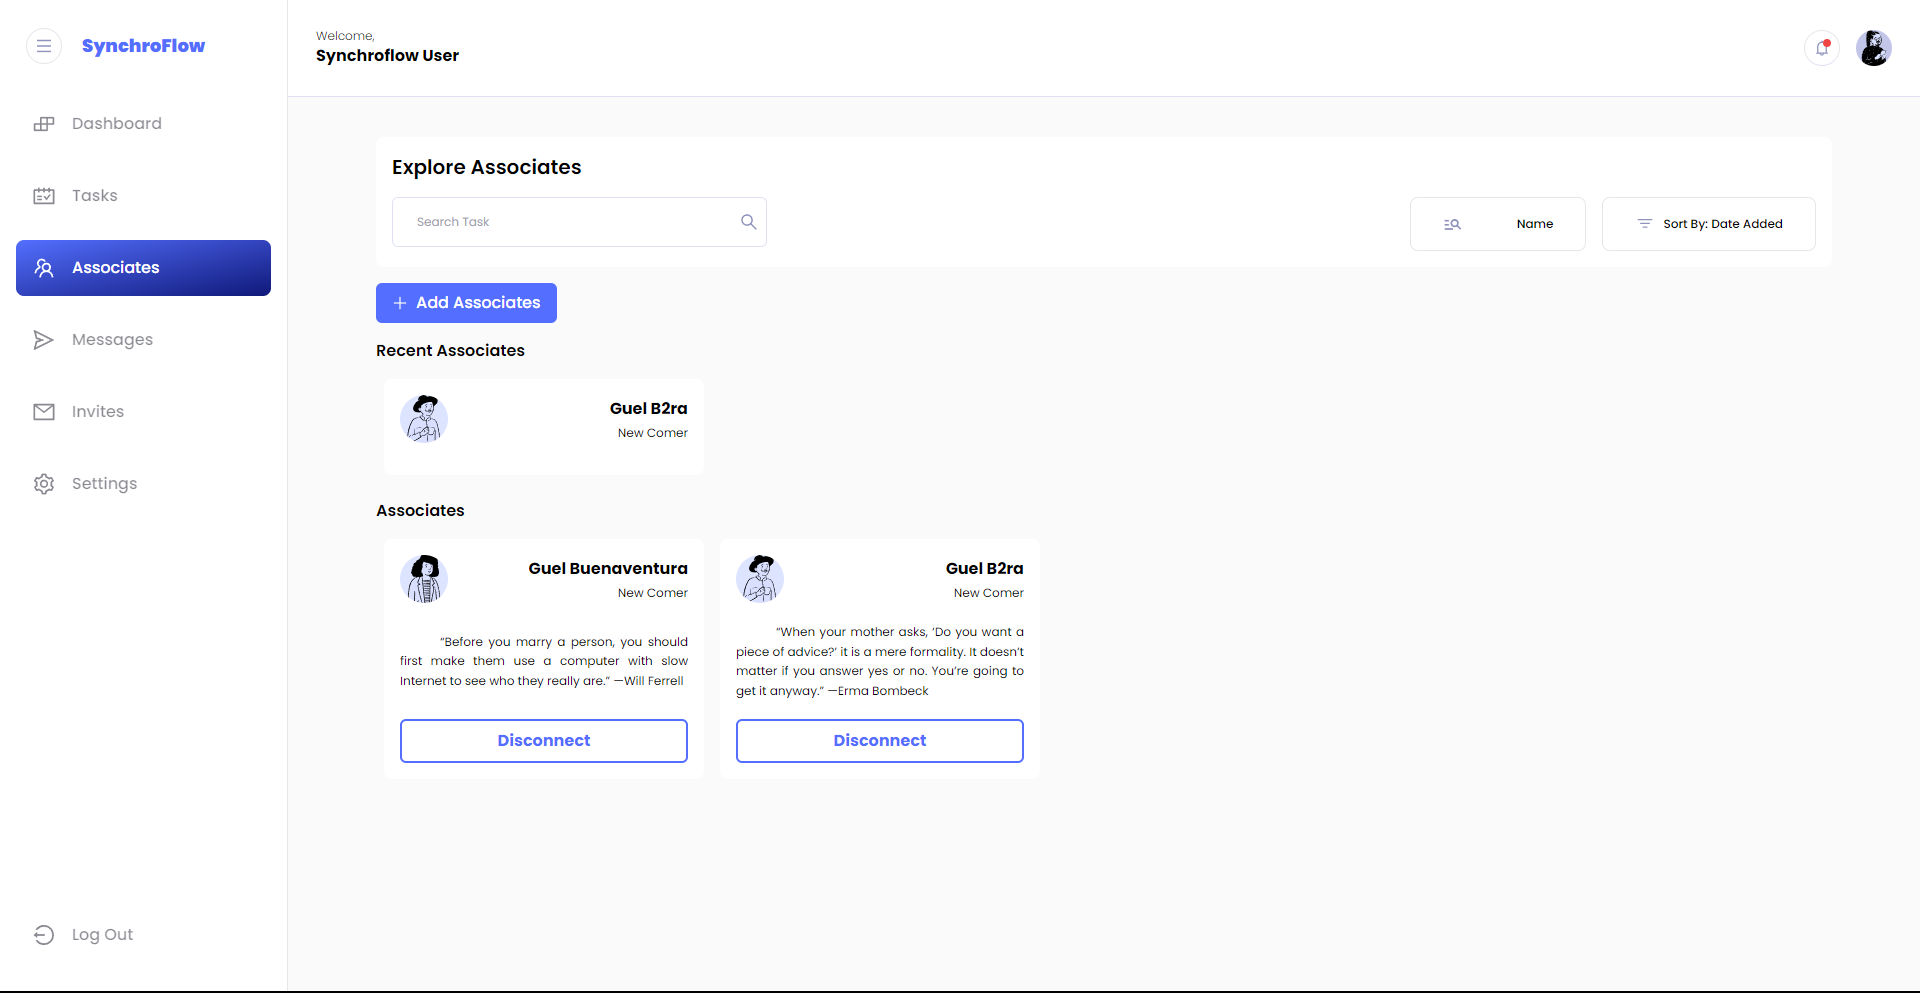 SynchroFlow
Welcome,
Synchroflow User
Dashboard
Tasks
Associates
Messages
Invites
Settings
Log Out
Explore Associates
Search Task
Name
Sort By: Date Added
Add Associates
Recent Associates
Guel B2ra
New Comer
Associates
Guel Buenaventura
New Comer
“Before you marry a person, you should
first make them use a computer with slow
Internet to see who they really are.” —Will Ferrell
Disconnect
Guel B2ra
New Comer
“When your mother asks, ‘Do you want a
piece of advice?’ it is a mere formality. It doesn’t
matter if you answer yes or no. You’re going to
get it anyway.” —Erma Bombeck
Disconnect